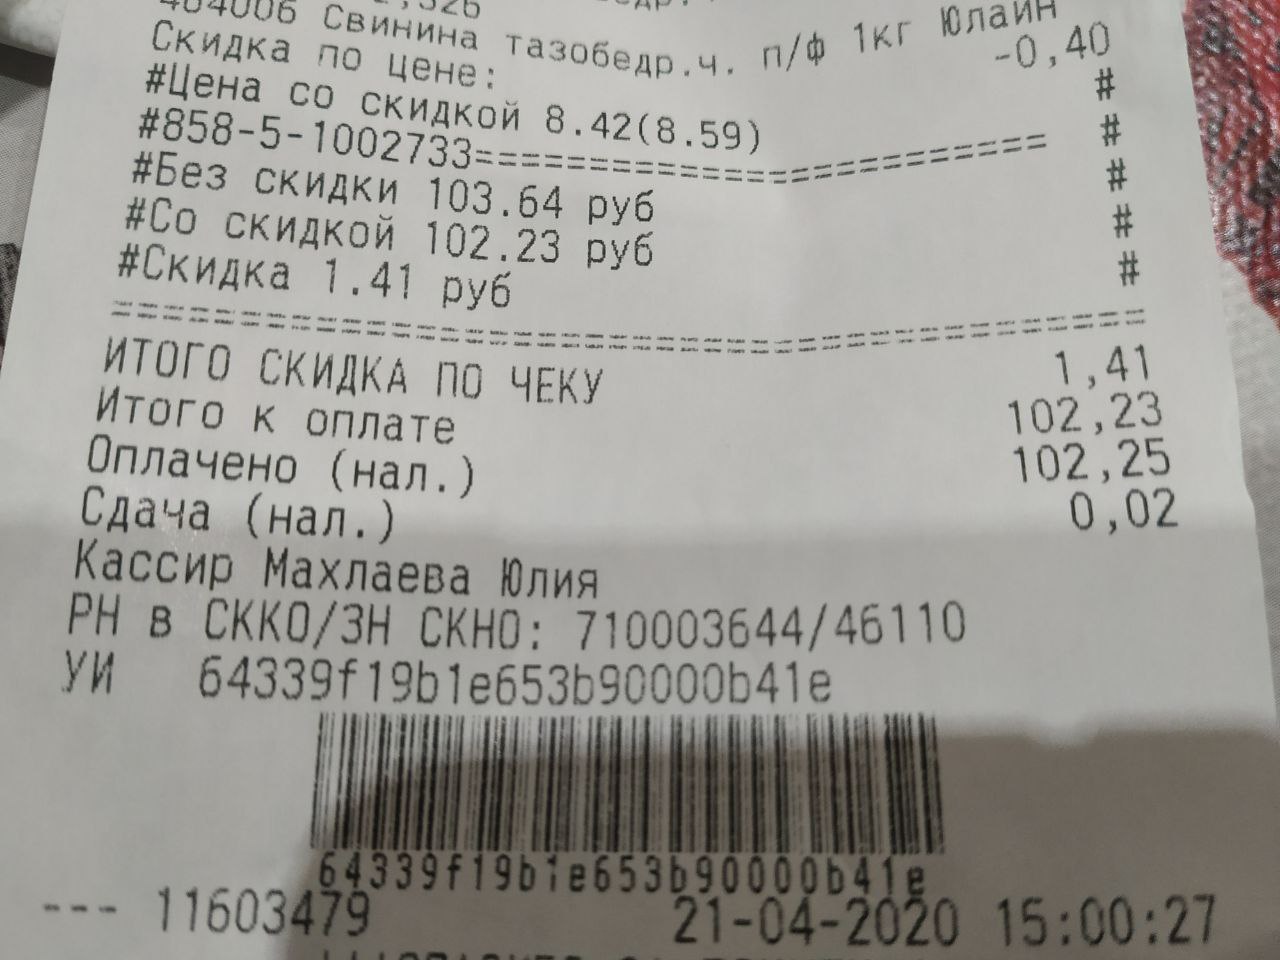 Свинина тазобедр.ч. п/ф 1кг Юлайн
Скидка по цене: -0,40
#Цена со скидкой 8.42(8.59) #
#858-5-1002733========================= #
#Без скидки 103.64 руб #
#Со скидкой 102.23 руб #
#Скидка 1.41 руб #
ИТОГО СКИДКА ПО ЧЕКУ 1,41
Итого к оплате 102,23
Оплачено (нал.) 102,25
Сдача (нал.) 0,02
Кассир Махлаева Юлия
РН в СККО/ЗН СКНО: 710003644/46110
УИ 64339f19b1e653b90000b41e
64339f19b1e653b90000b41e
--- 11603479 21-04-2020 15:00:27